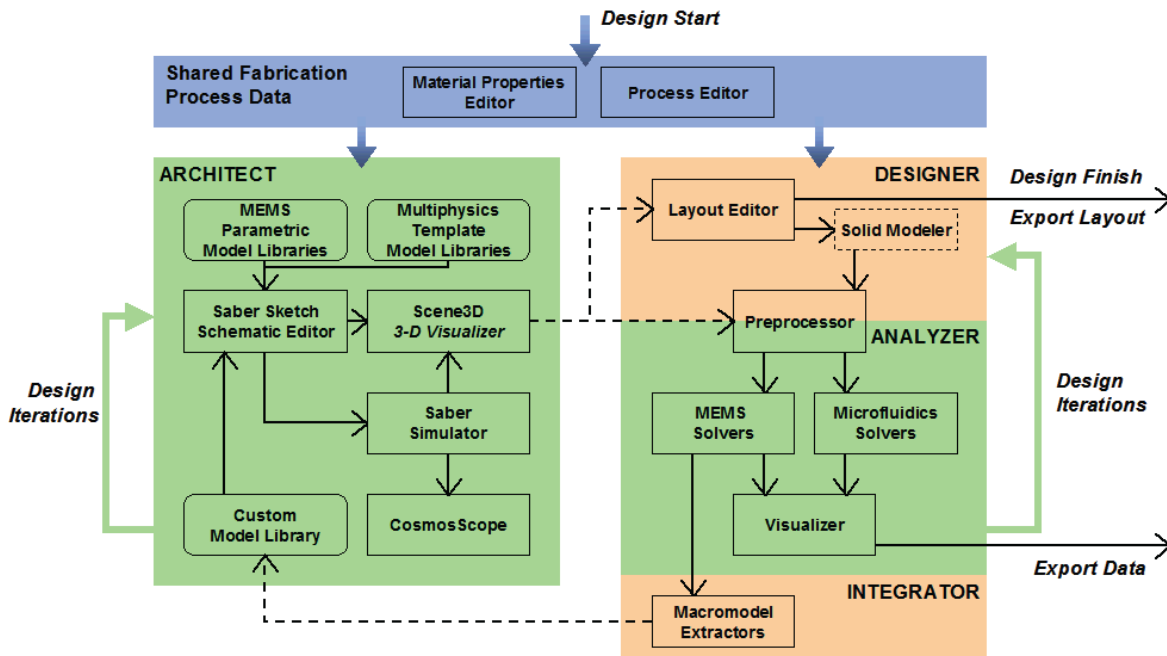 Design Start
Shared Fabrication
Process Data
Material Properties
Editor
Process Editor
ARCHITECT
MEMS
Parametric
Model Libraries
Multiphysics
Template
Model Libraries
Saber Sketch
Schematic Editor
Scene3D
3-D Visualizer
Design
Iterations
Saber
Simulator
Custom
Model Library
CosmosScope
DESIGNER
Layout Editor
Solid Modeler
Design Finish
Export Layout
Preprocessor
ANALYZER
MEMS
Solvers
Microfluidics
Solvers
Design
Iterations
Visualizer
Export Data
INTEGRATOR
Macromodel
Extractors